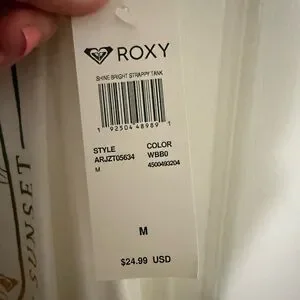 ROXY
SHINE BRIGHT STRAPPY TANK
1 92504 48989 1
STYLE COLOR
ARJZT05634 WBB0
M 4500493204
M
$24.99 USD
SUNSET